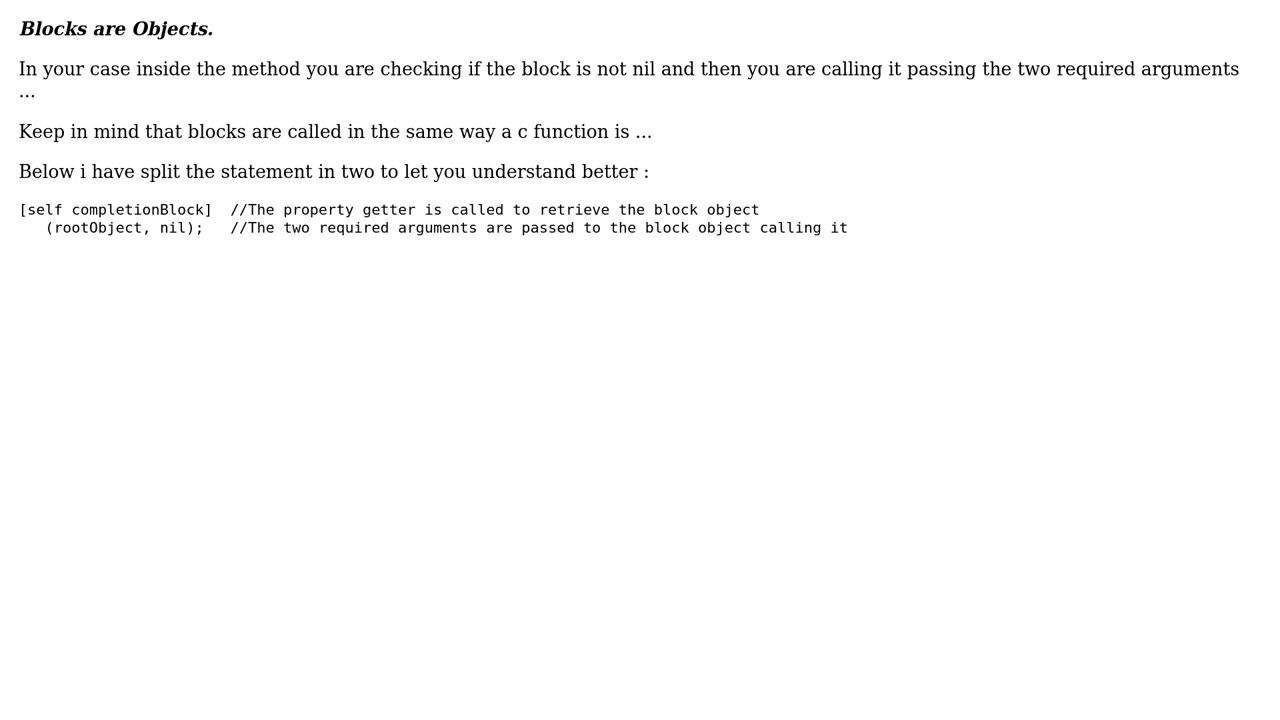 Blocks are Objects.
In your case inside the method you are checking if the block is not nil and then you are calling it passing the two required arguments
...
Keep in mind that blocks are called in the same way a c function is ...
Below i have split the statement in two to let you understand better :
[self completionBlock]  //The property getter is called to retrieve the block object
   (rootObject, nil);   //The two required arguments are passed to the block object calling it